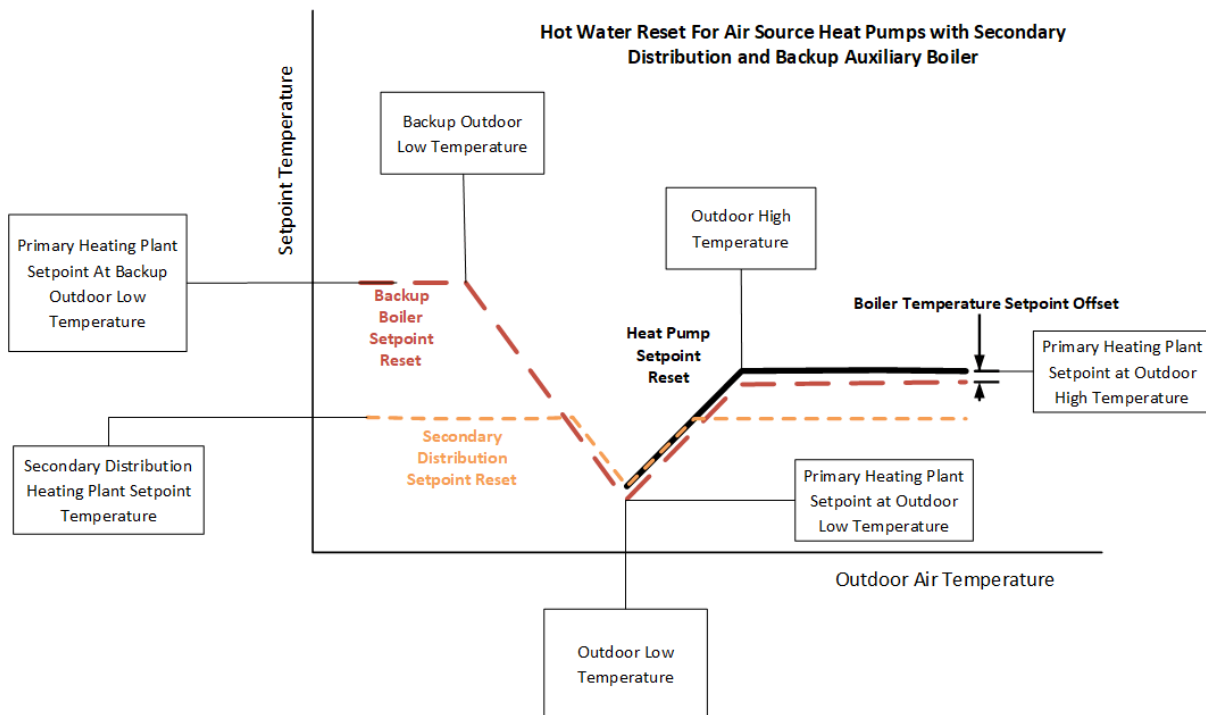 Hot Water Reset For Air Source Heat Pumps with Secondary
Distribution and Backup Auxiliary Boiler
Setpoint Temperature
Backup Outdoor
Low Temperature
Outdoor High
Temperature
Primary Heating Plant
Setpoint At Backup
Outdoor Low
Temperature
Backup
Boiler
Setpoint
Reset
Heat Pump
Setpoint
Reset
Boiler Temperature Setpoint Offset
Primary Heating Plant
Setpoint at Outdoor
High Temperature
Secondary Distribution
Heating Plant Setpoint
Temperature
Secondary
Distribution
Setpoint Reset
Primary Heating Plant
Setpoint at Outdoor
Low Temperature
Outdoor Air Temperature
Outdoor Low
Temperature